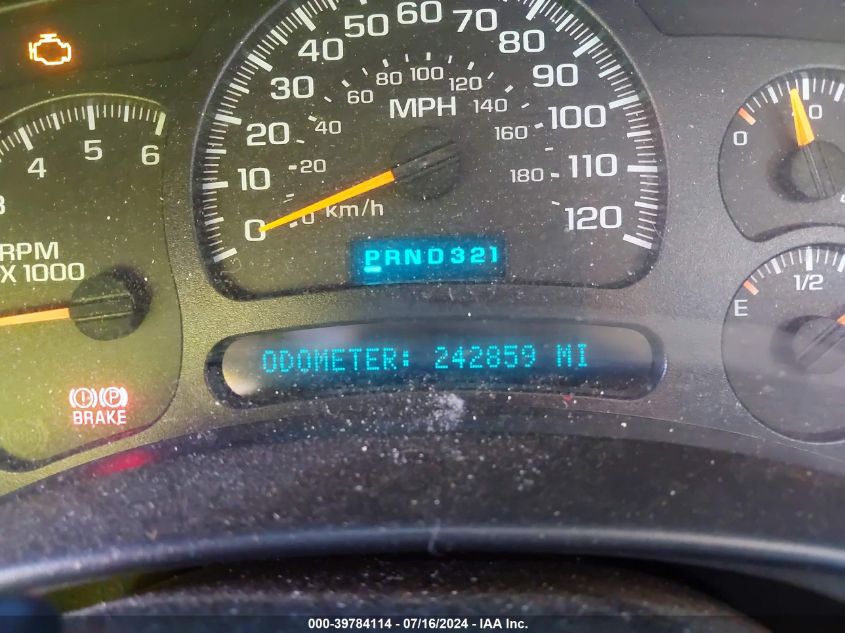 4 5 6
RPM
X 1000
0 10 20 30 40 50 60 70 80 90 100 110 120
MPH
0 20 40 60 80 100 120 140 160 180
km/h
PRND321
ODOMETER: 242859 MI
BRAKE
P
0
E 1/2
000-39784114 / 07/16/2024 - IAA Inc.